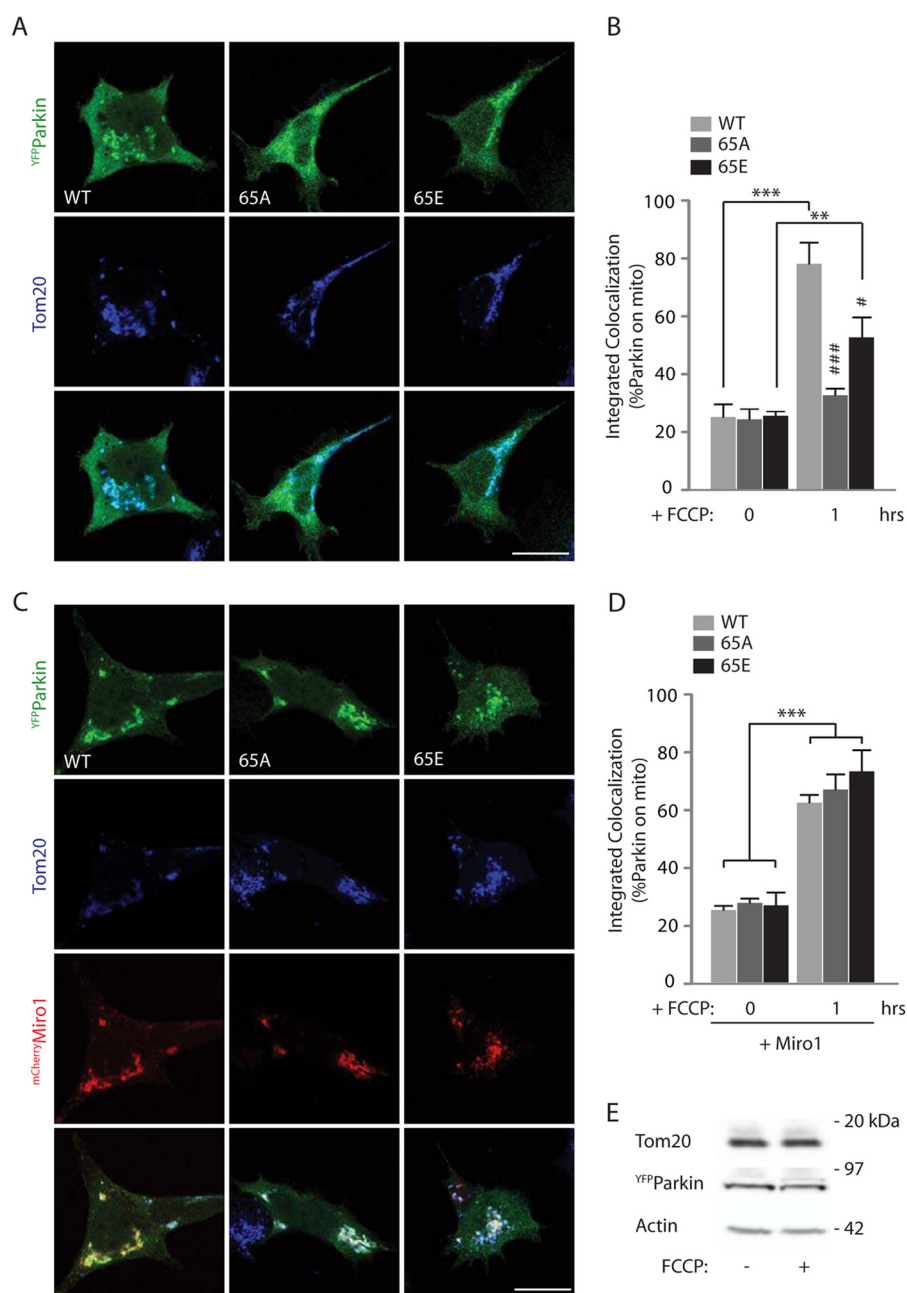 A
YFPParkin
WT
65A
65E
Tom20
B
WT
65A
65E
Integrated Colocalization
(%Parkin on mito)
100
80
60
40
20
0
***
**
###
#
+ FCCP: 0 1 hrs
C
YFPParkin
WT
65A
65E
Tom20
mCherryMiro1
D
WT
65A
65E
Integrated Colocalization
(%Parkin on mito)
100
80
60
40
20
0
***
+ FCCP: 0 1 hrs
+ Miro1
E
Tom20
- 20 kDa
YFPParkin
- 97
Actin
- 42
FCCP: - +